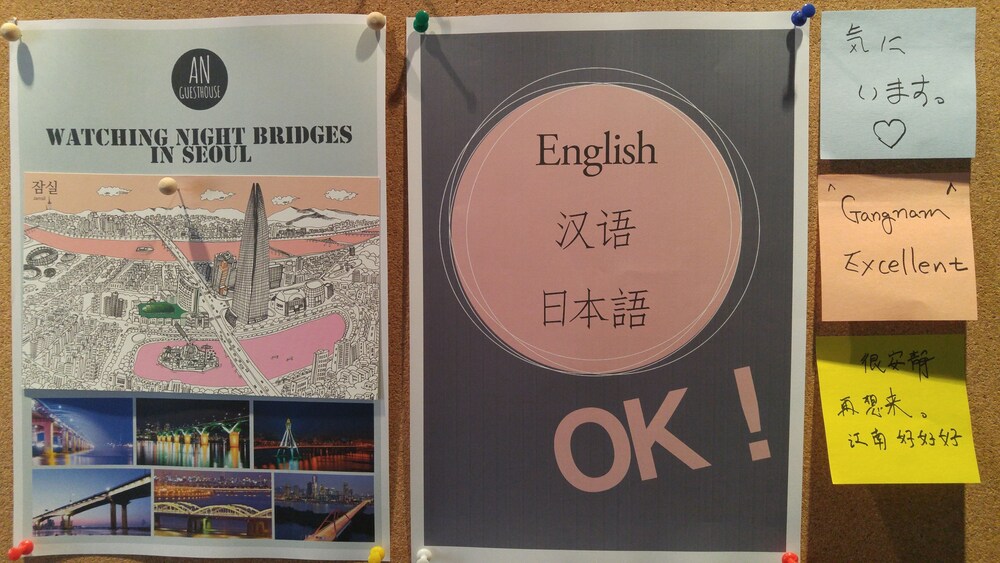 AN
GUESTHOUSE
WATCHING NIGHT BRIDGES
IN SEOUL
잠실
Jamsil
English
汉语
日本語
OK!
気に
います。
♡
"Gangnam"
Excellent
很安静
再想来。
江南 好好好